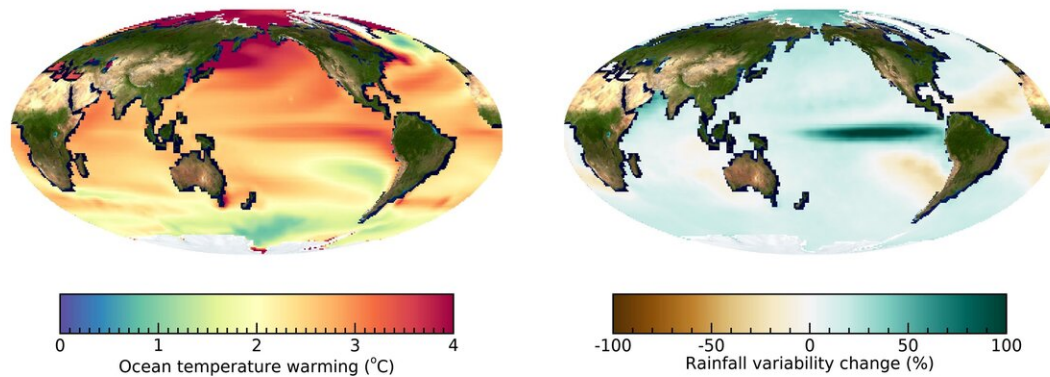 0 1 2 3 4
Ocean temperature warming (°C)
-100 -50 0 50 100
Rainfall variability change (%)